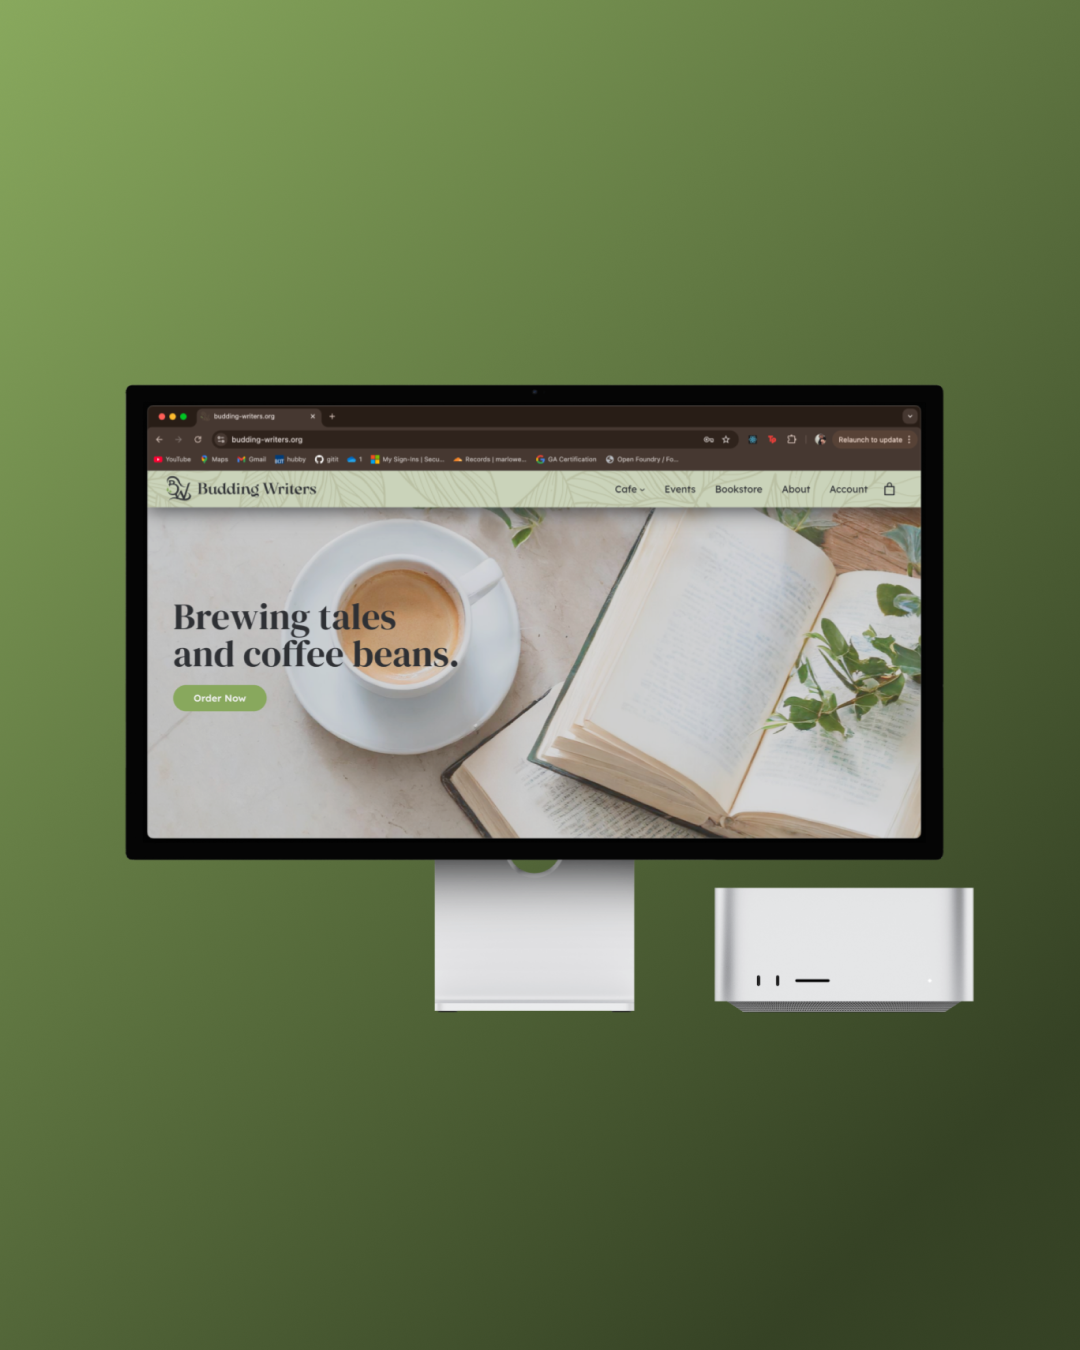 budding-writers.org
budding-writers.org
Relaunch to update
YouTube Maps Gmail hubby gitit 1 My Sign-Ins | Secu... Records | marlowe... GA Certification Open Foundry / Fo...
Budding Writers
Cafe Events Bookstore About Account
Brewing tales
and coffee beans.
Order Now